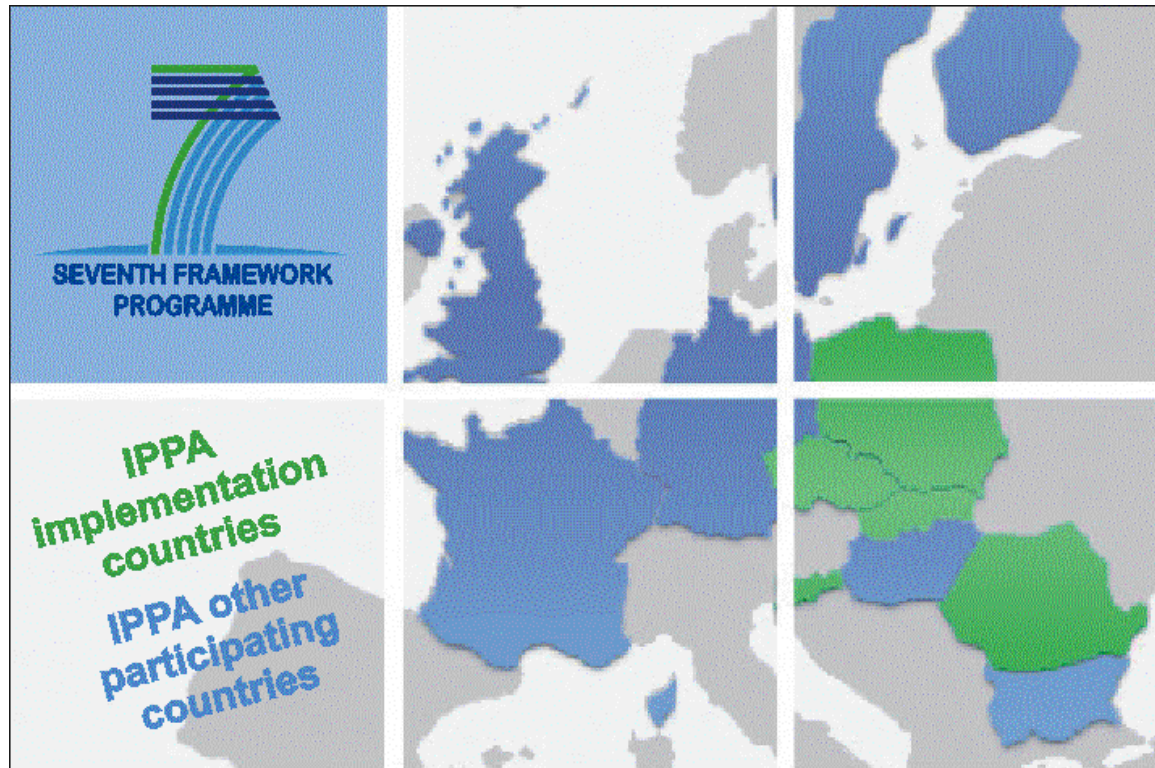 SEVENTH FRAMEWORK
PROGRAMME
IPPA
implementation
countries
IPPA other
participating
countries